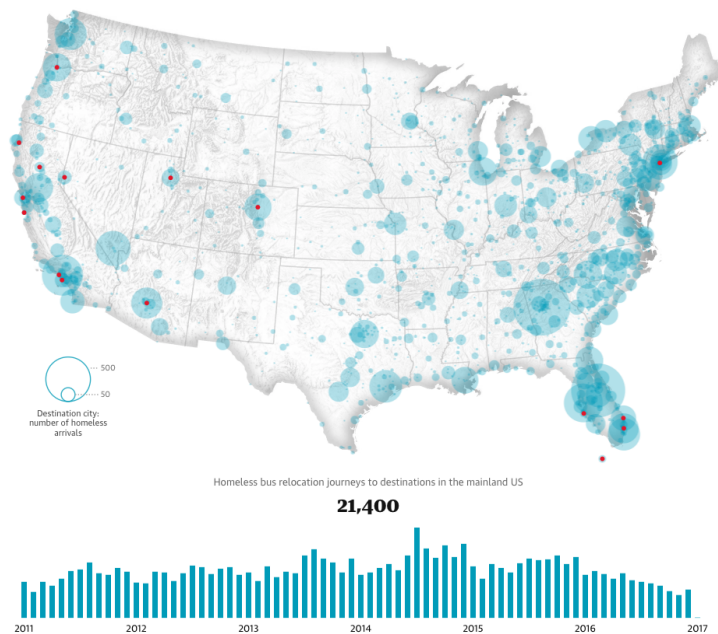 500
50
Destination city:
number of homeless
arrivals
Homeless bus relocation journeys to destinations in the mainland US
21,400
2011 2012 2013 2014 2015 2016 2017